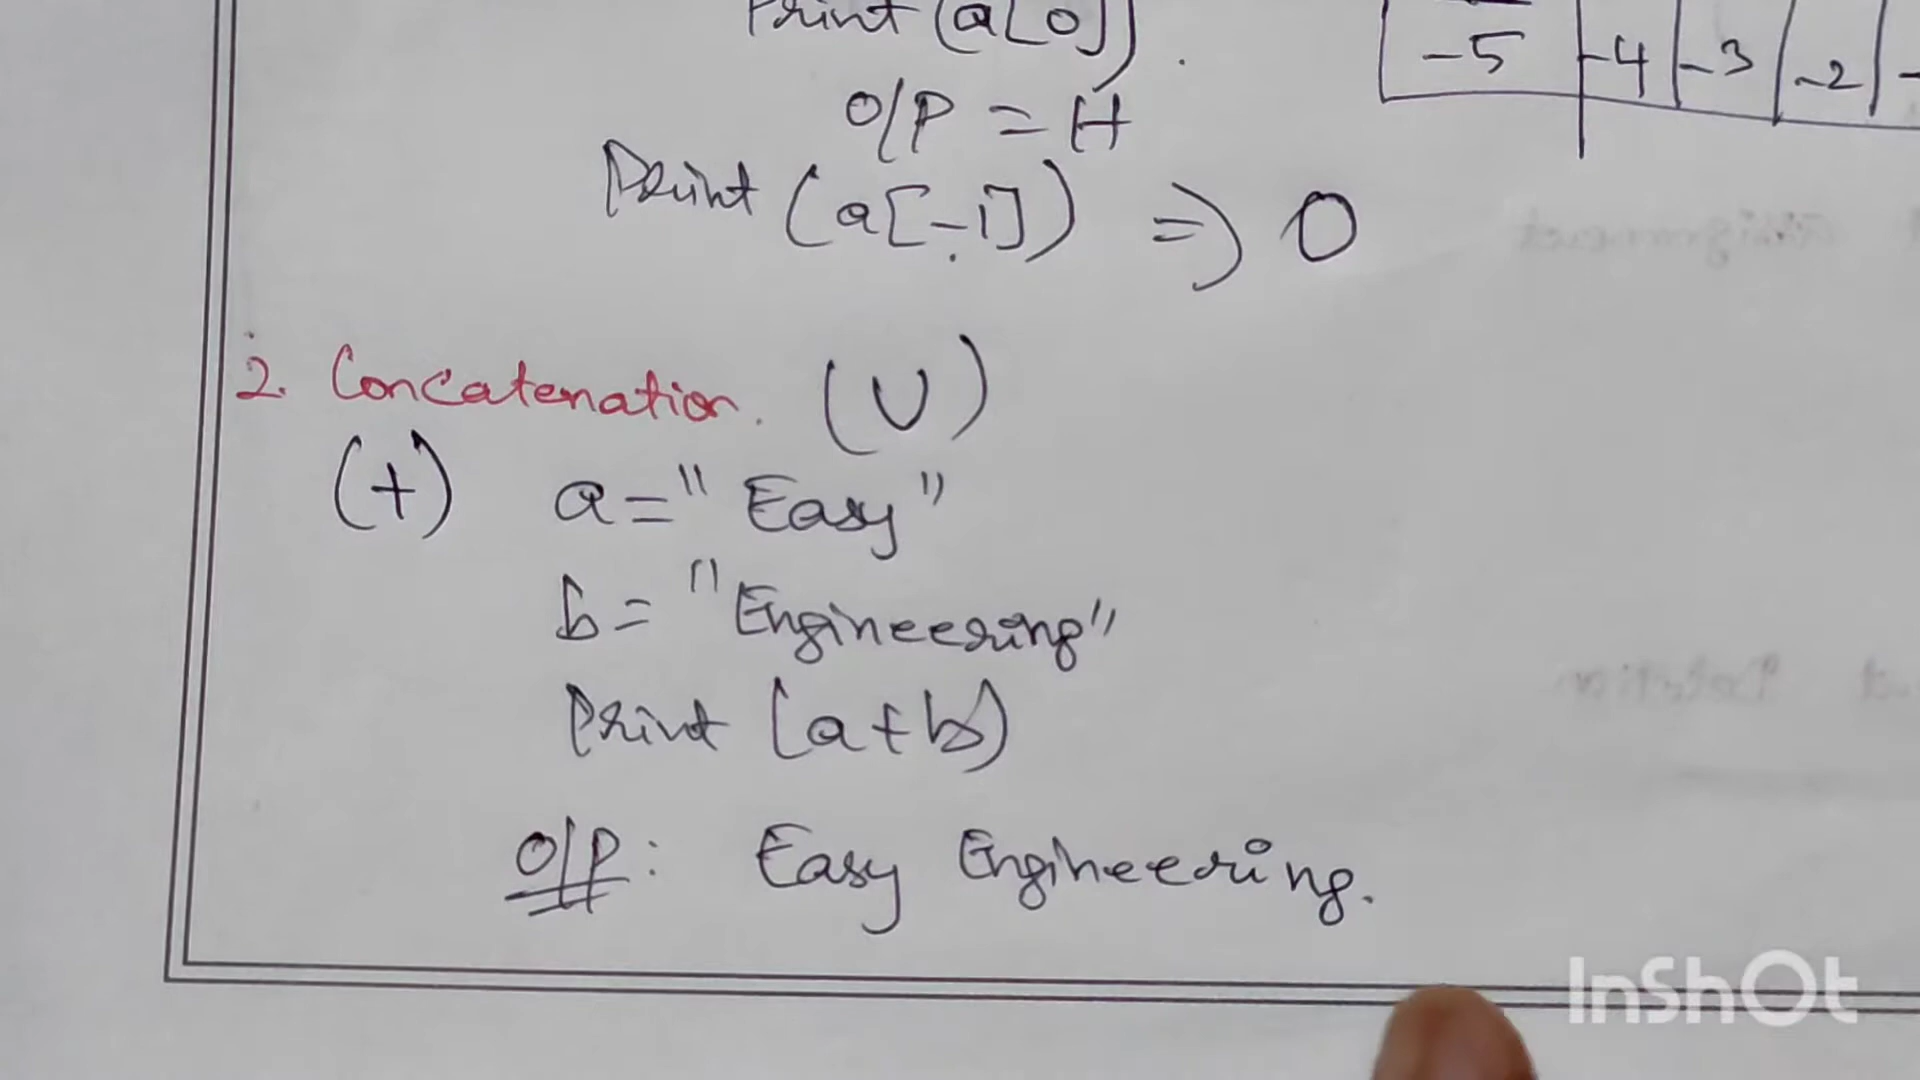 Print (a[0]).
-5 -4 -3 -2 -
O/P = H
Print (a[-1]) => O
2. Concatenation. (U)
(+) a = "Easy"
b = "Engineering"
Print (a+b)
O/P: Easy Engineering.
InShOt